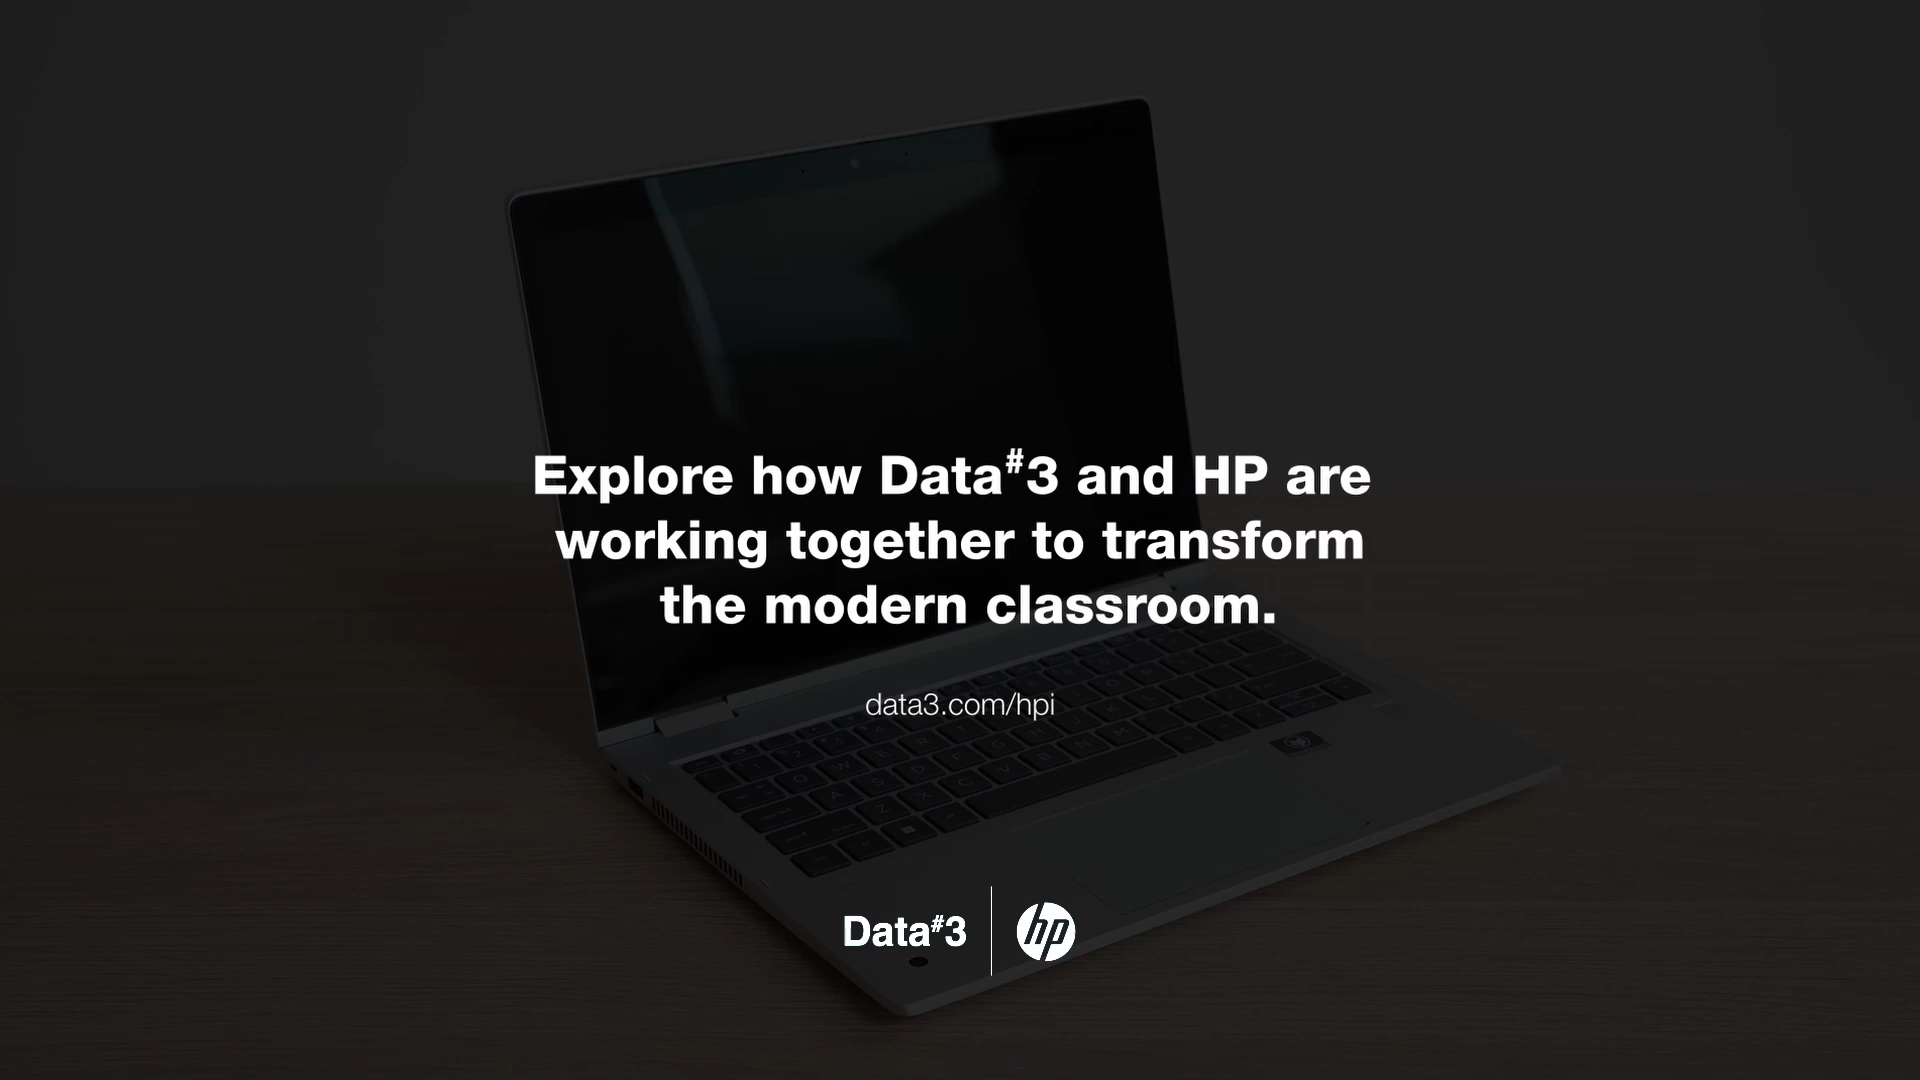 Explore how Data#3 and HP are
working together to transform
the modern classroom.
data3.com/hpi
Data#3
hp